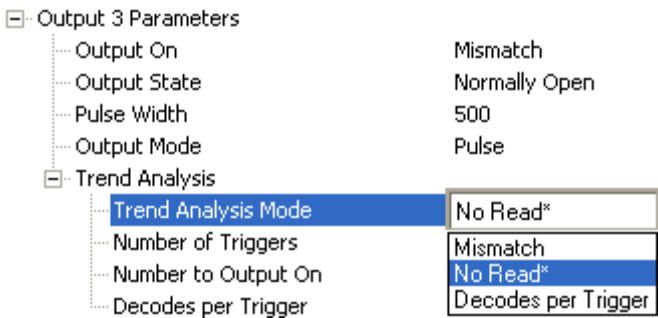 Output 3 Parameters
Output On Mismatch
Output State Normally Open
Pulse Width 500
Output Mode Pulse
Trend Analysis
Trend Analysis Mode No Read*
Number of Triggers Mismatch
Number to Output On No Read*
Decodes per Trigger Decodes per Trigger